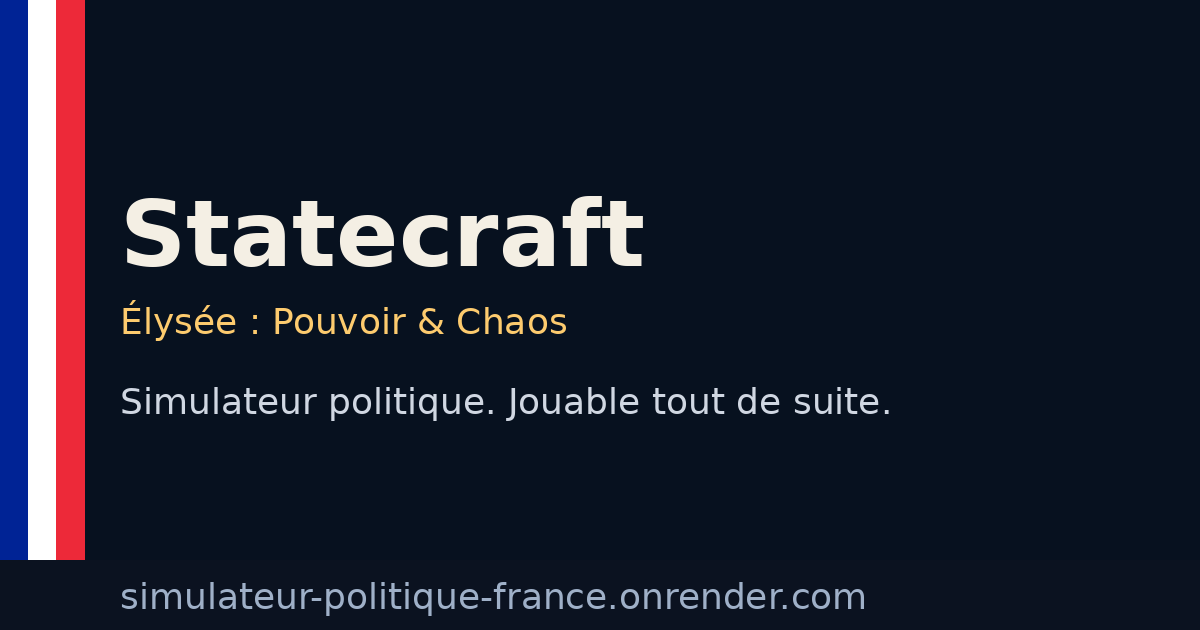 Statecraft
Élysée : Pouvoir & Chaos
Simulateur politique. Jouable tout de suite.
simulateur-politique-france.onrender.com